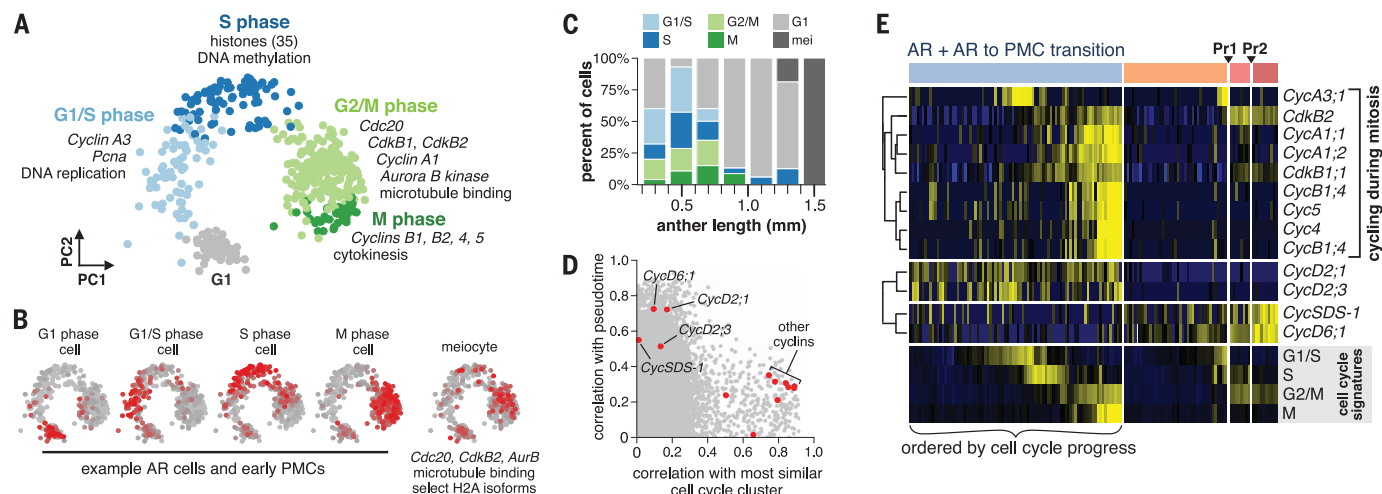 A
S phase
histones (35)
DNA methylation
G1/S phase
Cyclin A3
Pcna
DNA replication
G2/M phase
Cdc20
CdkB1, CdkB2
Cyclin A1
Aurora B kinase
microtubule binding
M phase
Cyclins B1, B2, 4, 5
cytokinesis
PC2
PC1
G1
B
G1 phase
cell
G1/S phase
cell
S phase
cell
M phase
cell
meiocyte
example AR cells and early PMCs
Cdc20, CdkB2, AurB
microtubule binding
select H2A isoforms
C
G1/S
G2/M
G1
S
M
mei
percent of cells
100%
75%
50%
25%
0%
0.5
1.0
1.5
anther length (mm)
D
correlation with pseudotime
1.0
0.8
0.6
0.4
0.2
0
CycD6;1
CycD2;1
CycD2;3
CycSDS-1
other
cyclins
0
0.2
0.4
0.6
0.8
1.0
correlation with most similar
cell cycle cluster
E
AR + AR to PMC transition
Pr1
Pr2
CycA3;1
CdkB2
CycA1;1
CycA1;2
CdkB1;1
CycB1;4
Cyc5
Cyc4
CycB1;4
cycling during mitosis
CycD2;1
CycD2;3
CycSDS-1
CycD6;1
G1/S
S
G2/M
M
cell cycle
signatures
ordered by cell cycle progress